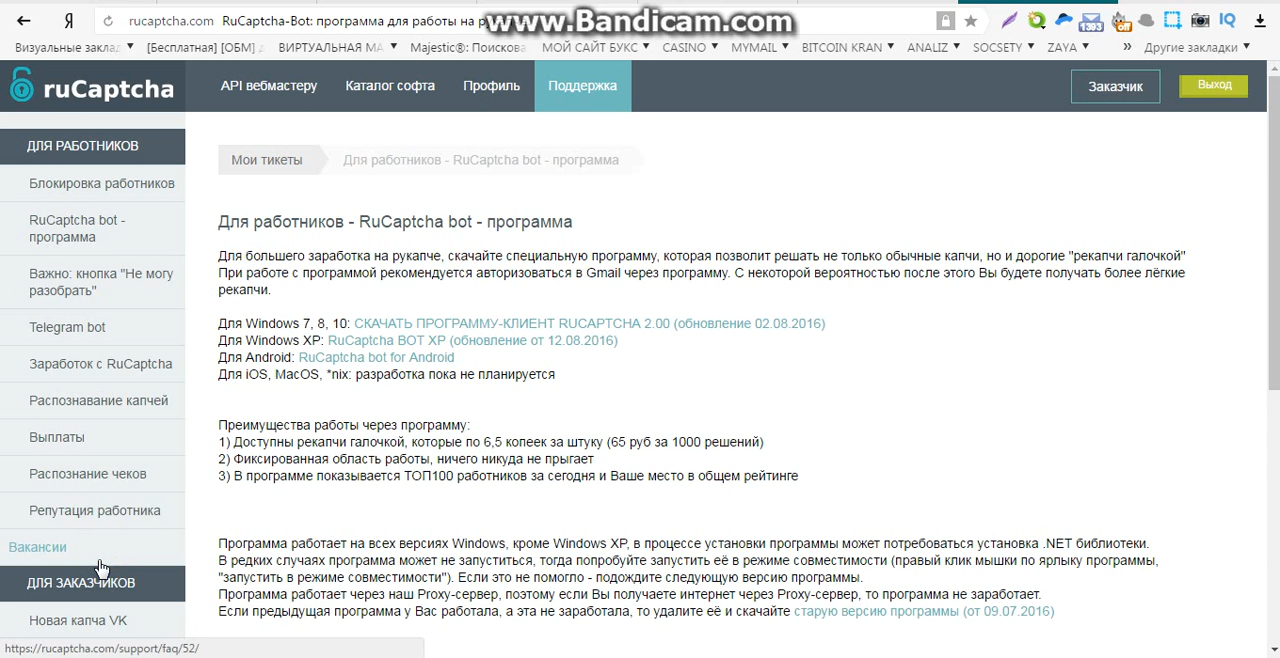 Я
rucaptcha.com RuCaptcha-Bot: программа для работы на
www.Bandicam.com
1393
off
IQ
Визуальные заклад
[Бесплатная] [ОБМ]
ВИРТУАЛЬНАЯ МА
Majestic®: Поискова
МОЙ САЙТ БУКС
CASINO
MYMAIL
BITCOIN KRAN
ANALIZ
SOCSETY
ZAYA
»
Другие закладки
ruCaptcha
API вебмастеру
Каталог софта
Профиль
Поддержка
Заказчик
Выход
ДЛЯ РАБОТНИКОВ
Блокировка работников
RuCaptcha bot -
программа
Важно: кнопка "Не могу
разобрать"
Telegram bot
Заработок с RuCaptcha
Распознавание капчей
Выплаты
Распознание чеков
Репутация работника
Вакансии
ДЛЯ ЗАКАЗЧИКОВ
Новая капча VK
https://rucaptcha.com/support/faq/52/
Мои тикеты
Для работников - RuCaptcha bot - программа
Для работников - RuCaptcha bot - программа
Для большего заработка на рукапче, скачайте специальную программу, которая позволит решать не только обычные капчи, но и дорогие "рекапчи галочкой"
При работе с программой рекомендуется авторизоваться в Gmail через программу. С некоторой вероятностью после этого Вы будете получать более лёгкие
рекапчи.
Для Windows 7, 8, 10: СКАЧАТЬ ПРОГРАММУ-КЛИЕНТ RUCAPTCHA 2.00 (обновление 02.08.2016)
Для Windows XP: RuCaptcha BOT XP (обновление от 12.08.2016)
Для Android: RuCaptcha bot for Android
Для iOS, MacOS, *nix: разработка пока не планируется
Преимущества работы через программу:
1) Доступны рекапчи галочкой, которые по 6,5 копеек за штуку (65 руб за 1000 решений)
2) Фиксированная область работы, ничего никуда не прыгает
3) В программе показывается ТОП100 работников за сегодня и Ваше место в общем рейтинге
Программа работает на всех версиях Windows, кроме Windows XP, в процессе установки программы может потребоваться установка .NET библиотеки.
В редких случаях программа может не запуститься, тогда попробуйте запустить её в режиме совместимости (правый клик мышки по ярлыку программы,
"запустить в режиме совместимости"). Если это не помогло - подождите следующую версию программы.
Программа работает через наш Proxy-сервер, поэтому если Вы получаете интернет через Proxy-сервер, то программа не заработает.
Если предыдущая программа у Вас работала, а эта не заработала, то удалите её и скачайте старую версию программы (от 09.07.2016)